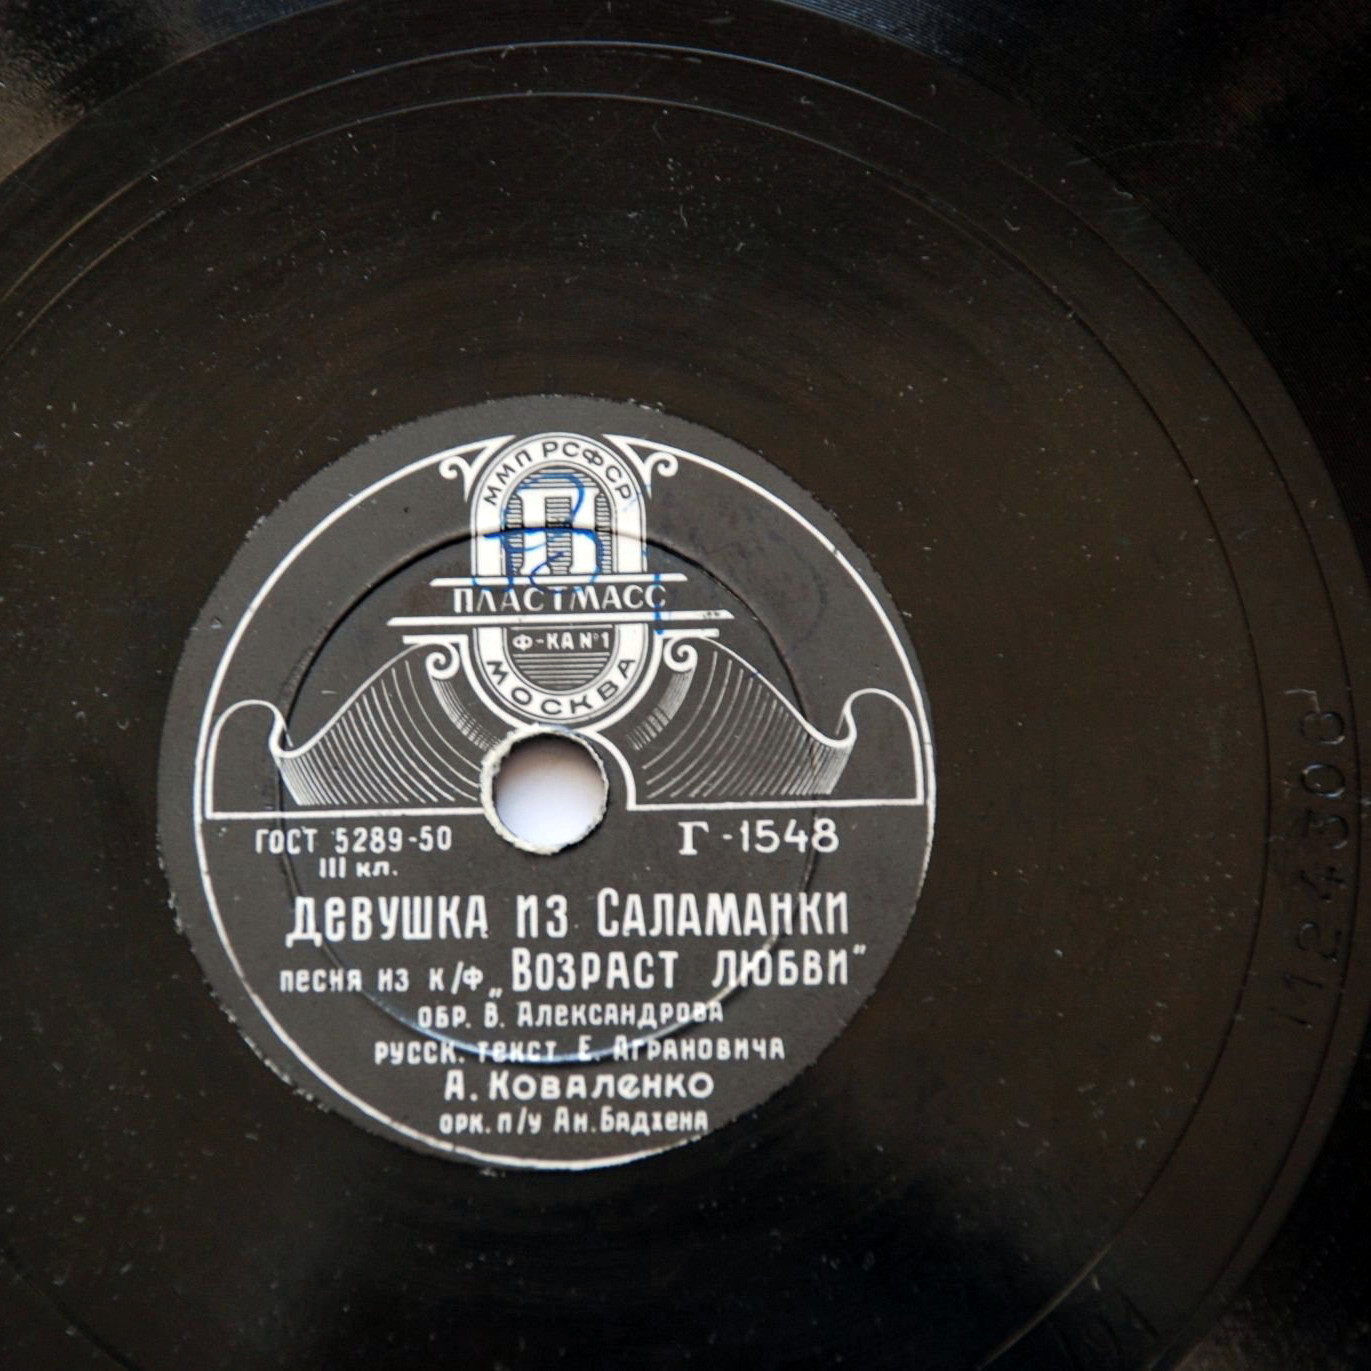 ММП РСФСР
ПЛАСТМАСС
Ф-КА №1
МОСКВА
ГОСТ 5289-50
III кл.
Г-1548
ДЕВУШКА ИЗ САЛАМАНКИ
ПЕСНЯ ИЗ К/Ф „ВОЗРАСТ ЛЮБВИ"
ОБР. В. АЛЕКСАНДРОВА
РУССК. ТЕКСТ Е. АГРАНОВИЧА
А. КОВАЛЕНКО
ОРК. П/У АН. БАДХЕНА